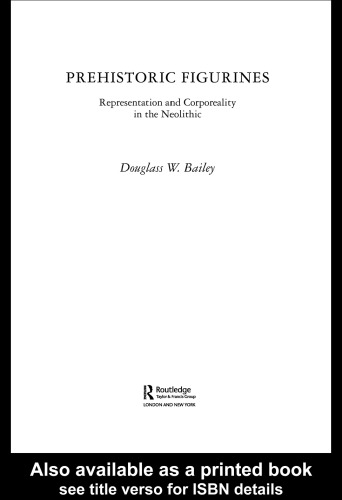 PREHISTORIC FIGURINES
Representation and Corporeality
in the Neolithic
Douglass W. Bailey
Routledge
Taylor & Francis Group
LONDON AND NEW YORK
Also available as a printed book
see title verso for ISBN details